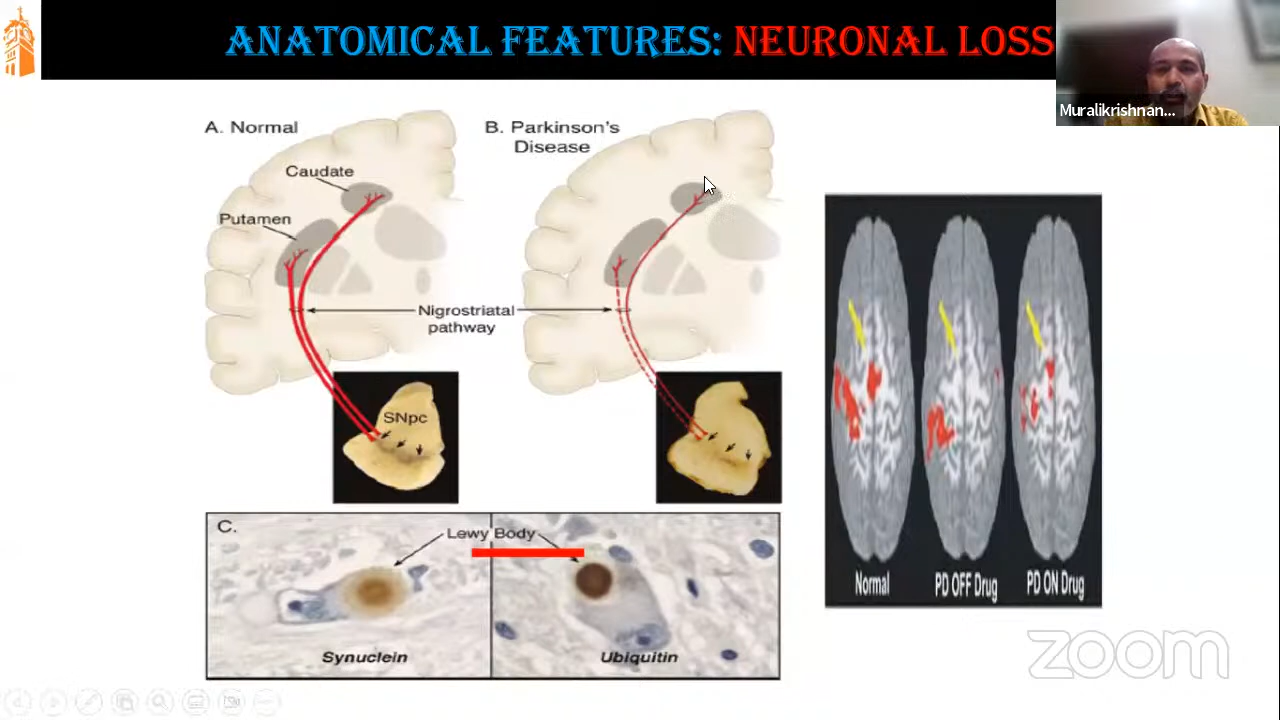 ANATOMICAL FEATURES: NEURONAL LOSS
Muralikrishnan...
A. Normal
Caudate
Putamen
B. Parkinson's
Disease
Nigrostriatal
pathway
SNpc
C.
Lewy Body
Synuclein
Ubiquitin
Normal
PD OFF Drug
PD ON Drug
zoom